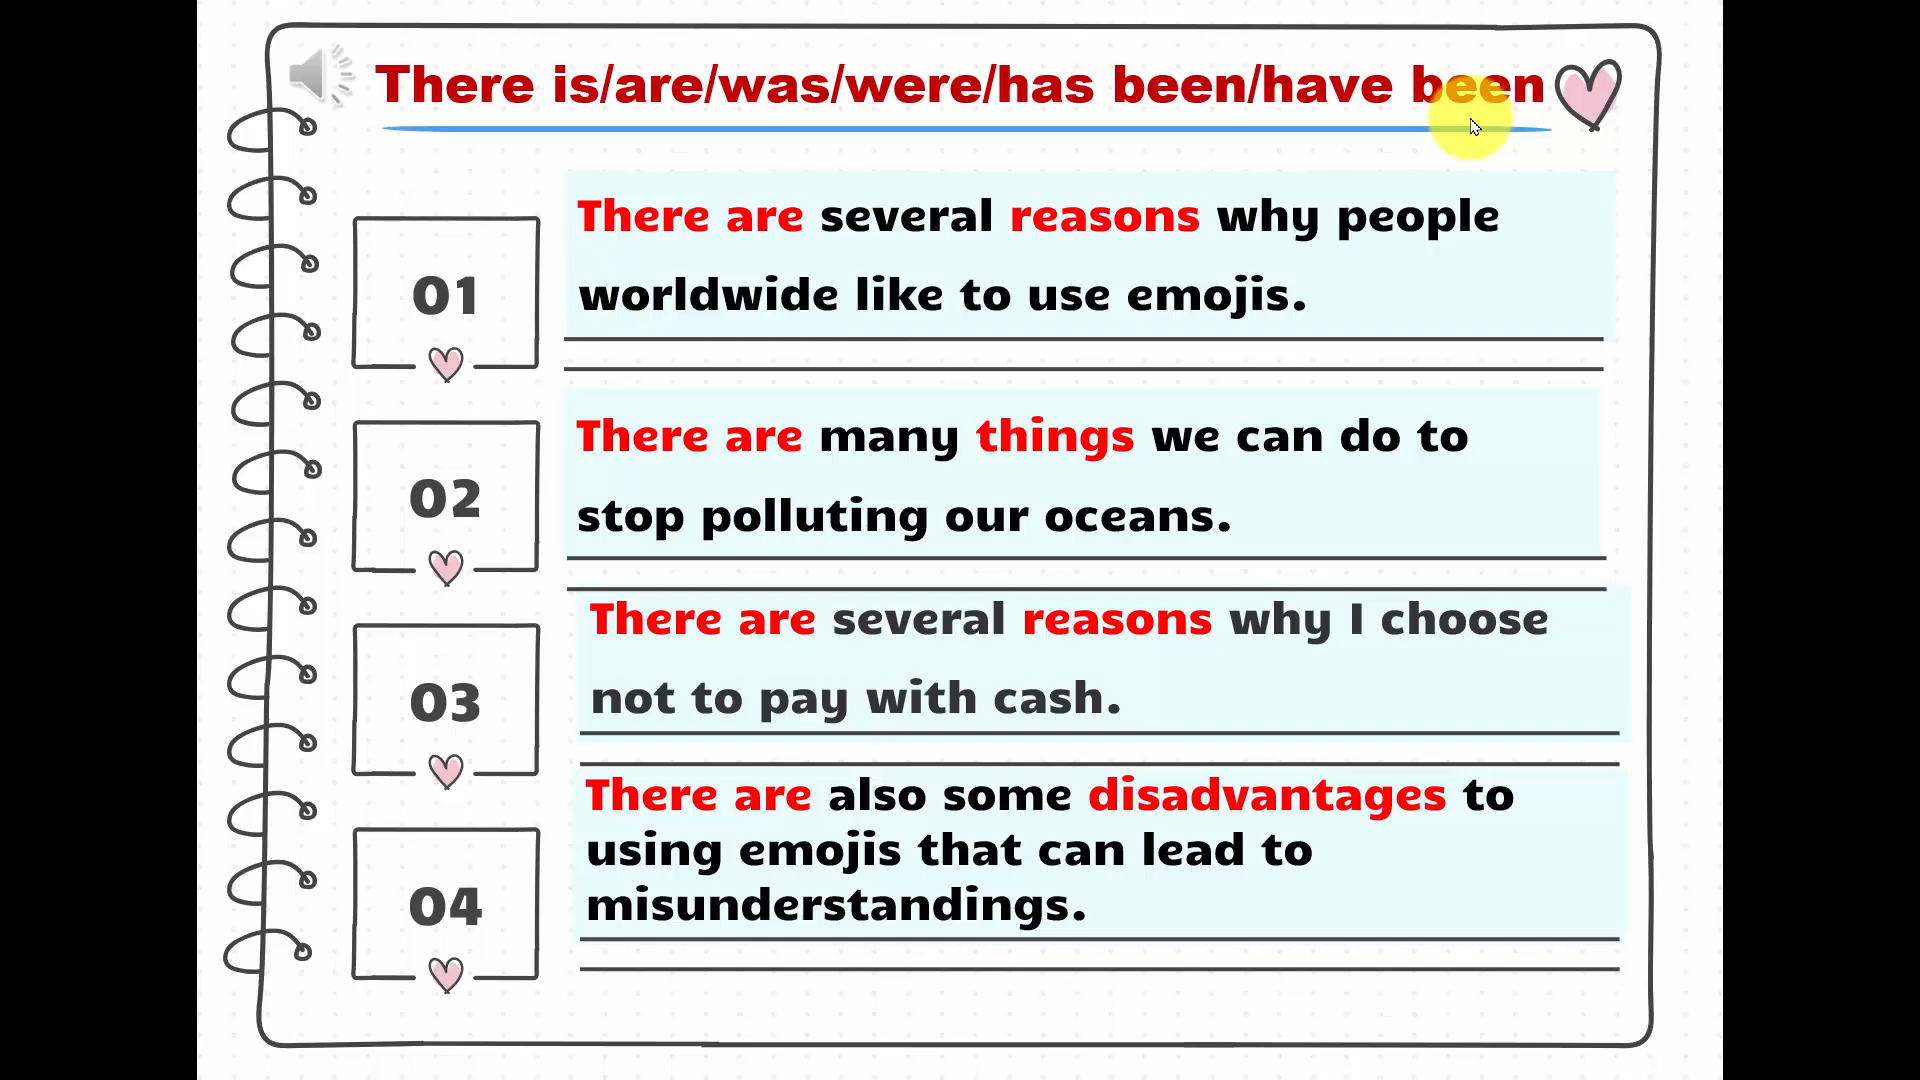 There is/are/was/were/has been/have been
01
There are several reasons why people
worldwide like to use emojis.
02
There are many things we can do to
stop polluting our oceans.
03
There are several reasons why I choose
not to pay with cash.
04
There are also some disadvantages to
using emojis that can lead to
misunderstandings.